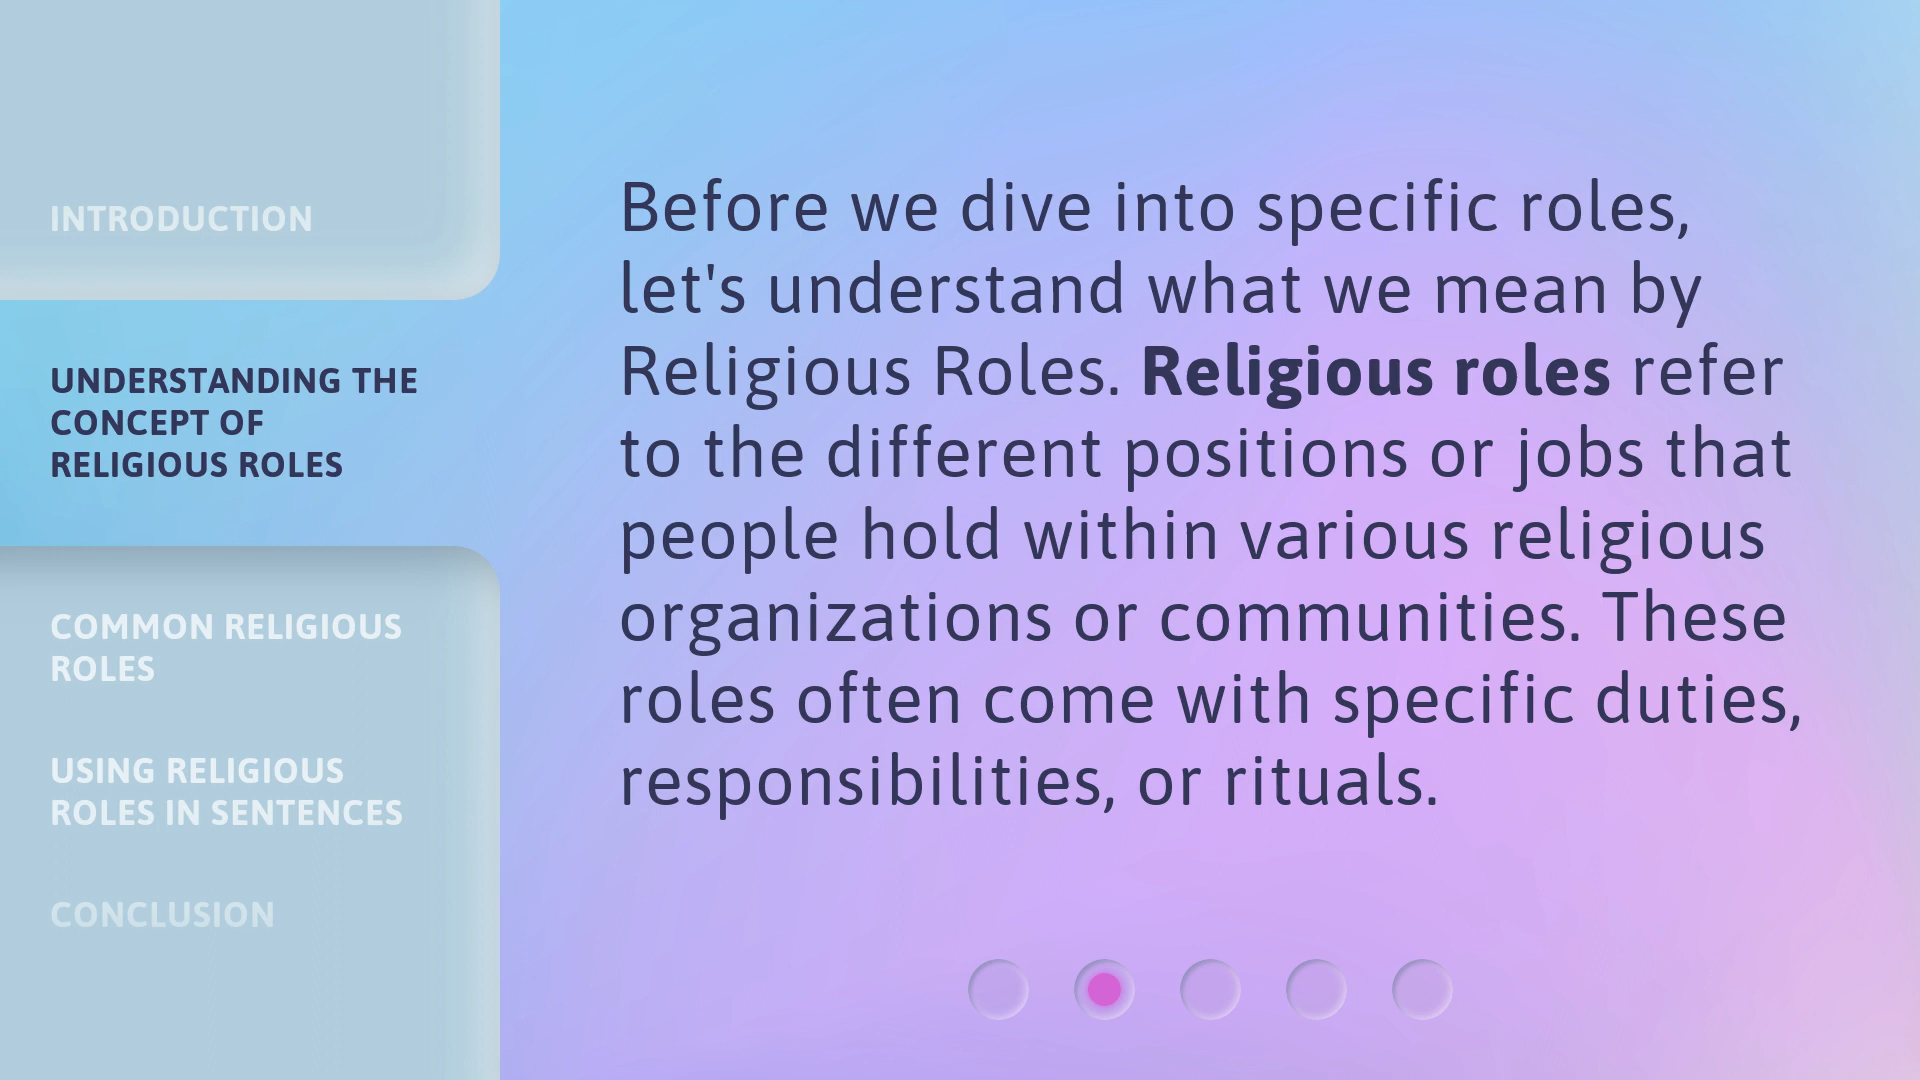 INTRODUCTION
UNDERSTANDING THE
CONCEPT OF
RELIGIOUS ROLES
COMMON RELIGIOUS
ROLES
USING RELIGIOUS
ROLES IN SENTENCES
CONCLUSION
Before we dive into specific roles,
let's understand what we mean by
Religious Roles. Religious roles refer
to the different positions or jobs that
people hold within various religious
organizations or communities. These
roles often come with specific duties,
responsibilities, or rituals.